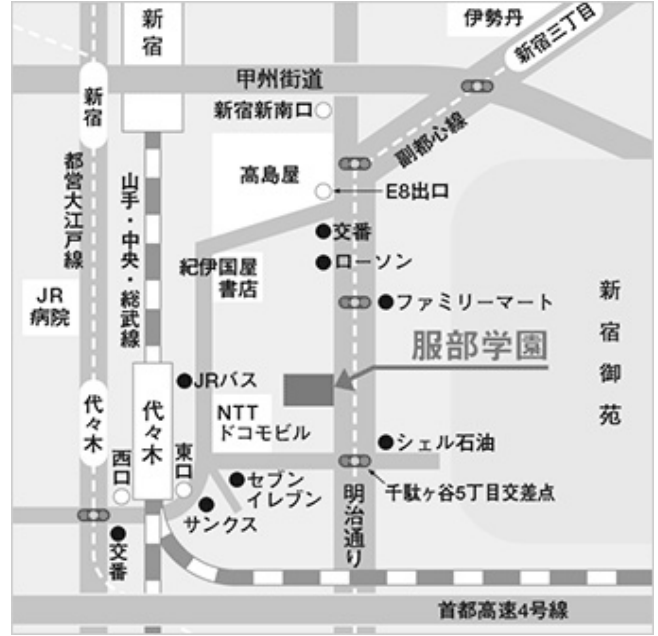 新宿
伊勢丹
新宿三丁目
甲州街道
新宿
新宿新南口
副都心線
高島屋
E8出口
都営大江戸線
山手・中央・総武線
交番
ローソン
紀伊国屋
書店
JR
病院
ファミリーマート
新宿御苑
服部学園
JRバス
代々木
代々木
NTT
ドコモビル
シェル石油
西口
東口
セブン
イレブン
千駄ヶ谷5丁目交差点
サンクス
明治通り
交番
首都高速4号線